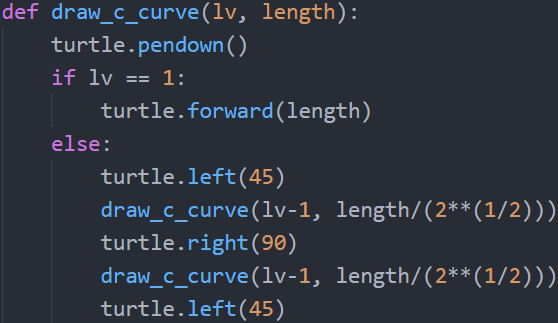 def draw_c_curve(lv, length):
    turtle.pendown()
    if lv == 1:
        turtle.forward(length)
    else:
        turtle.left(45)
        draw_c_curve(lv-1, length/(2**(1/2)))
        turtle.right(90)
        draw_c_curve(lv-1, length/(2**(1/2)))
        turtle.left(45)